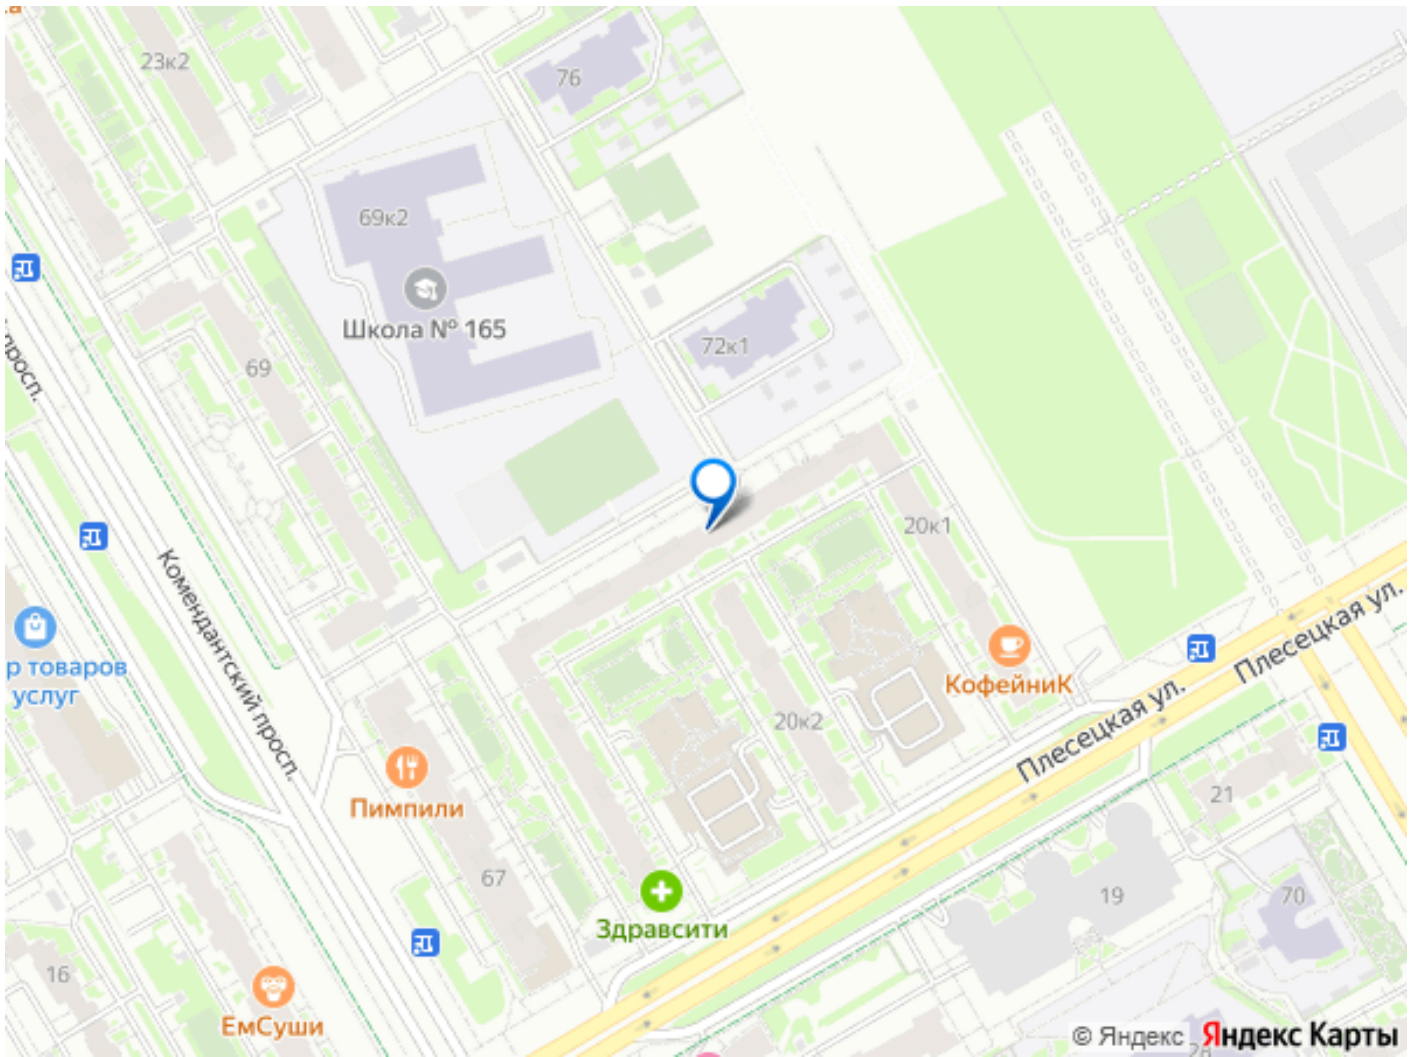 23к2
76
69к2
Школа № 165
72к1
69
просп.
20к1
Комендантский просп.
р товаров
услуг
КофейниК
Плесецкая ул.
Плесецкая ул.
20к2
Пимпили
21
67
Здравсити
19
70
16
ЕмСуши
© Яндекс Яндекс Карты